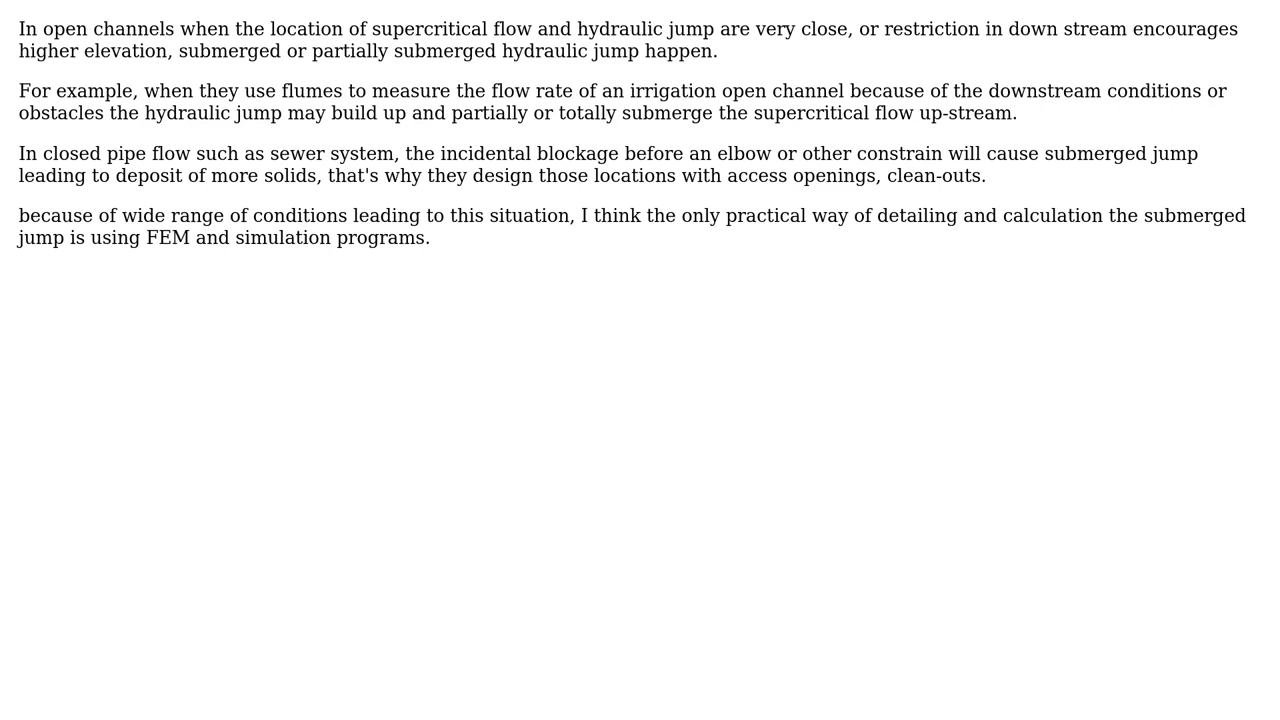 In open channels when the location of supercritical flow and hydraulic jump are very close, or restriction in down stream encourages
higher elevation, submerged or partially submerged hydraulic jump happen.
For example, when they use flumes to measure the flow rate of an irrigation open channel because of the downstream conditions or
obstacles the hydraulic jump may build up and partially or totally submerge the supercritical flow up-stream.
In closed pipe flow such as sewer system, the incidental blockage before an elbow or other constrain will cause submerged jump
leading to deposit of more solids, that's why they design those locations with access openings, clean-outs.
because of wide range of conditions leading to this situation, I think the only practical way of detailing and calculation the submerged
jump is using FEM and simulation programs.